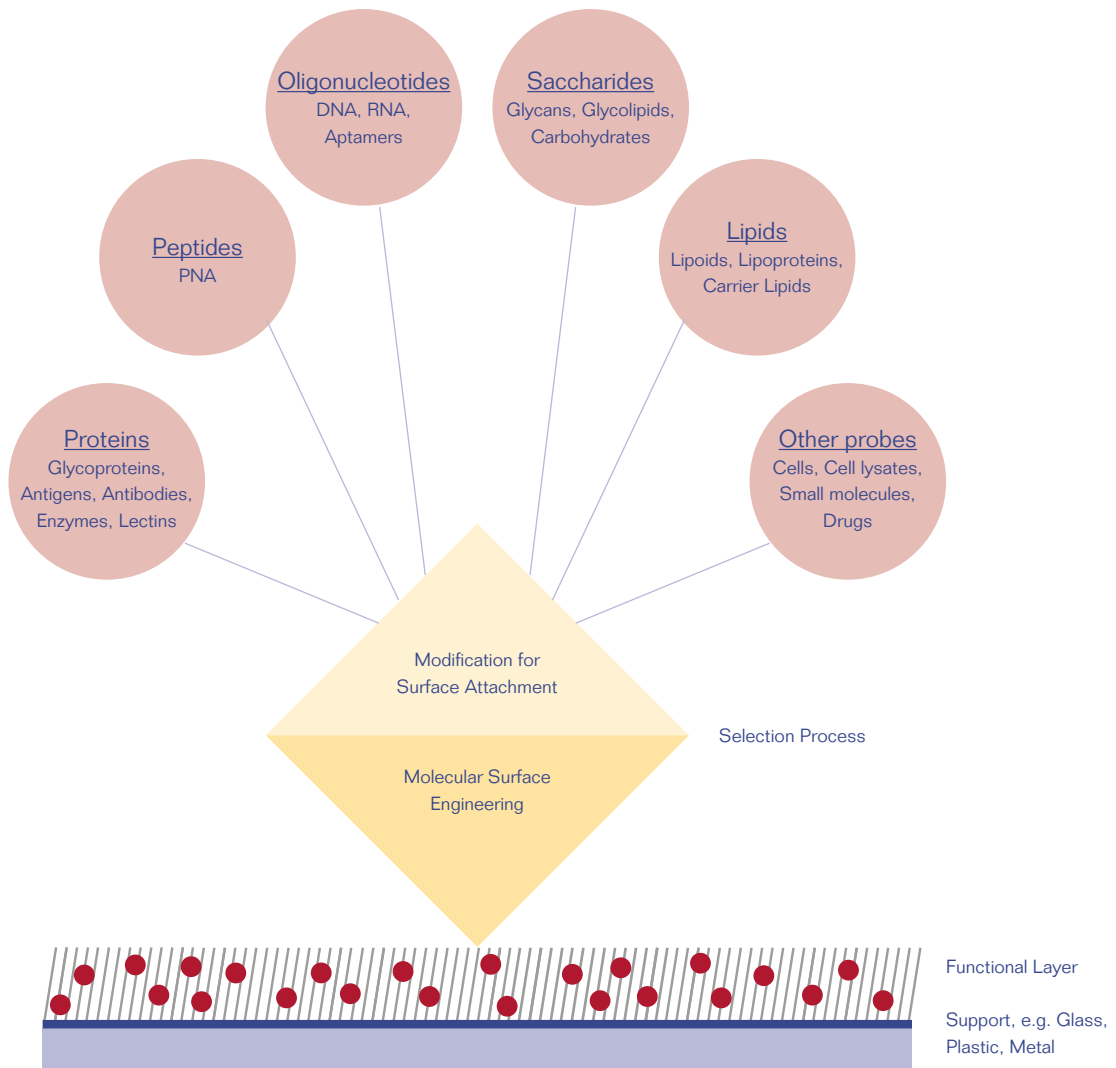 Oligonucleotides
DNA, RNA,
Aptamers
Saccharides
Glycans, Glycolipids,
Carbohydrates
Peptides
PNA
Lipids
Lipoids, Lipoproteins,
Carrier Lipids
Proteins
Glycoproteins,
Antigens, Antibodies,
Enzymes, Lectins
Other probes
Cells, Cell lysates,
Small molecules,
Drugs
Modification for
Surface Attachment
Selection Process
Molecular Surface
Engineering
Functional Layer
Support, e.g. Glass,
Plastic, Metal